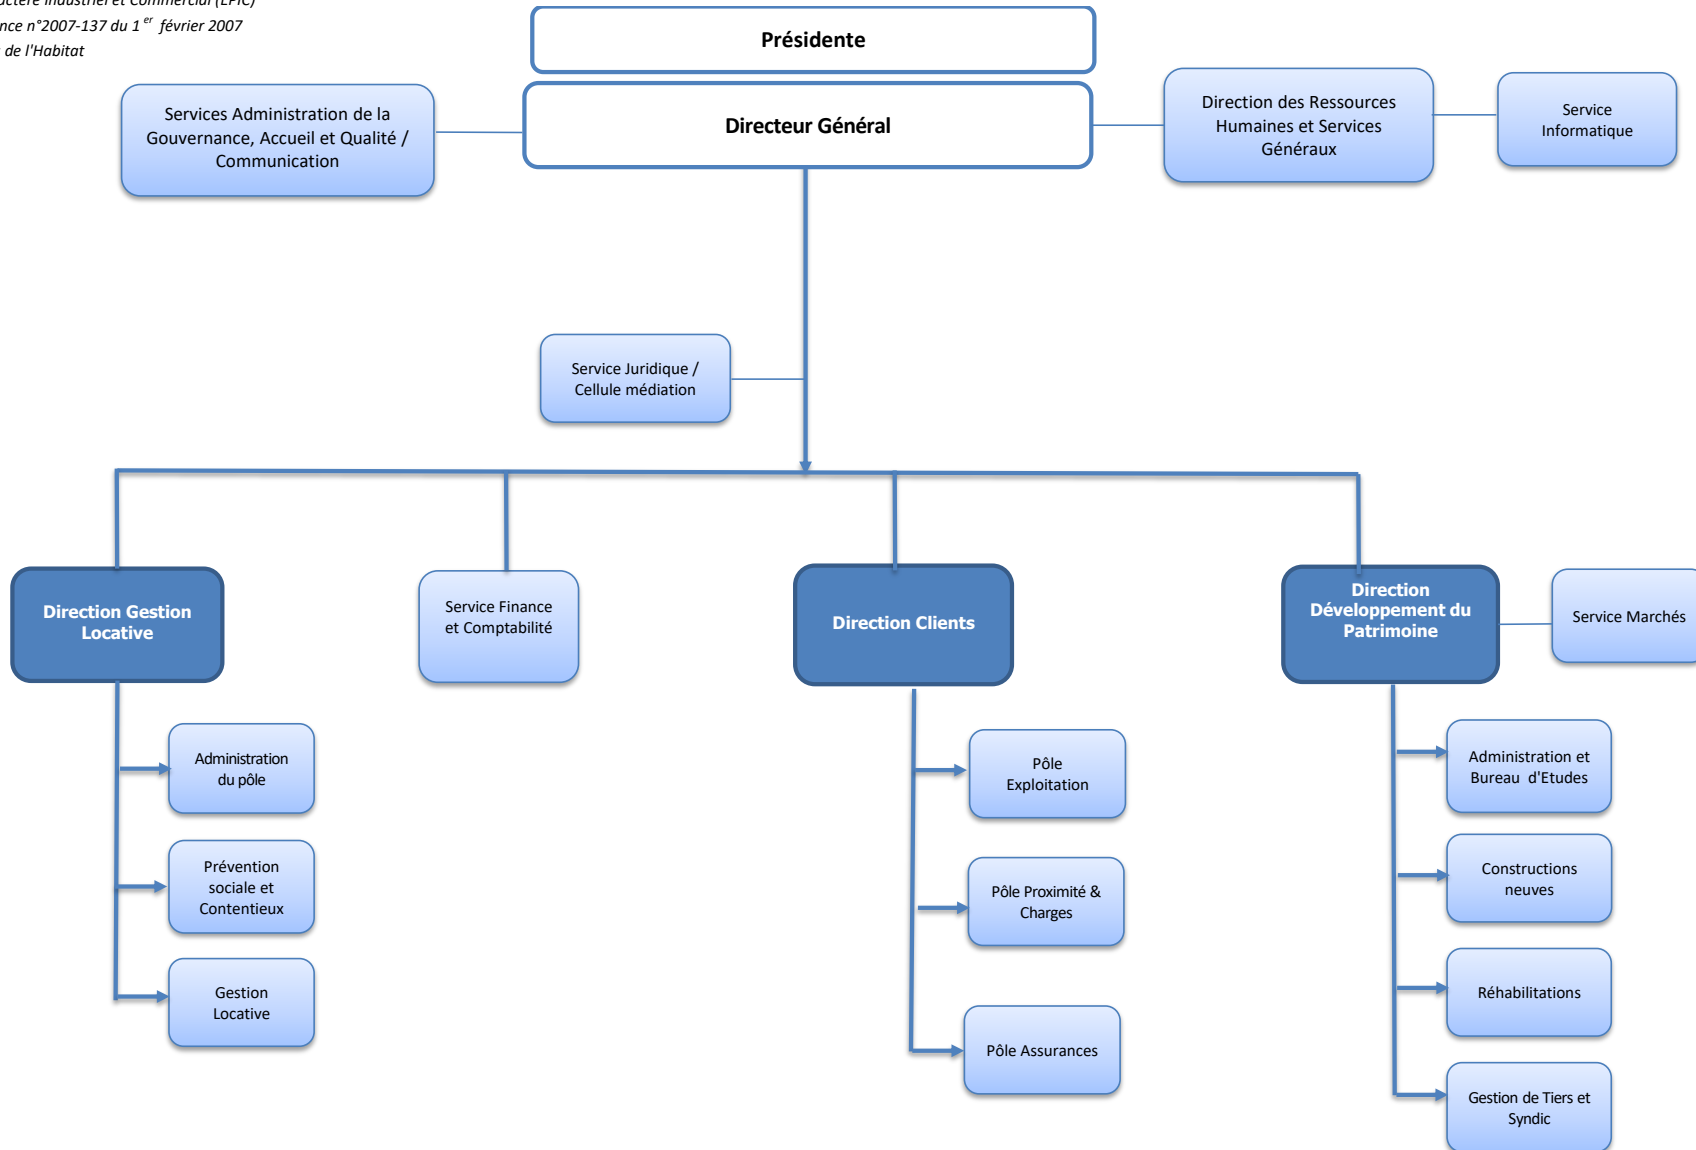 Industriel et Commercial (EPIC)
n°2007-137 du 1er février 2007
de l'Habitat
Présidente
Services Administration de la
Gouvernance, Accueil et Qualité /
Communication
Directeur Général
Direction des Ressources
Humaines et Services
Généraux
Service
Informatique
Service Juridique /
Cellule médiation
Direction Gestion
Locative
Service Finance
et Comptabilité
Direction Clients
Direction
Développement du
Patrimoine
Service Marchés
Administration
du pôle
Prévention
sociale et
Contentieux
Gestion
Locative
Pôle
Exploitation
Pôle Proximité &
Charges
Pôle Assurances
Administration et
Bureau  d'Etudes
Constructions
neuves
Réhabilitations
Gestion de Tiers et
Syndic